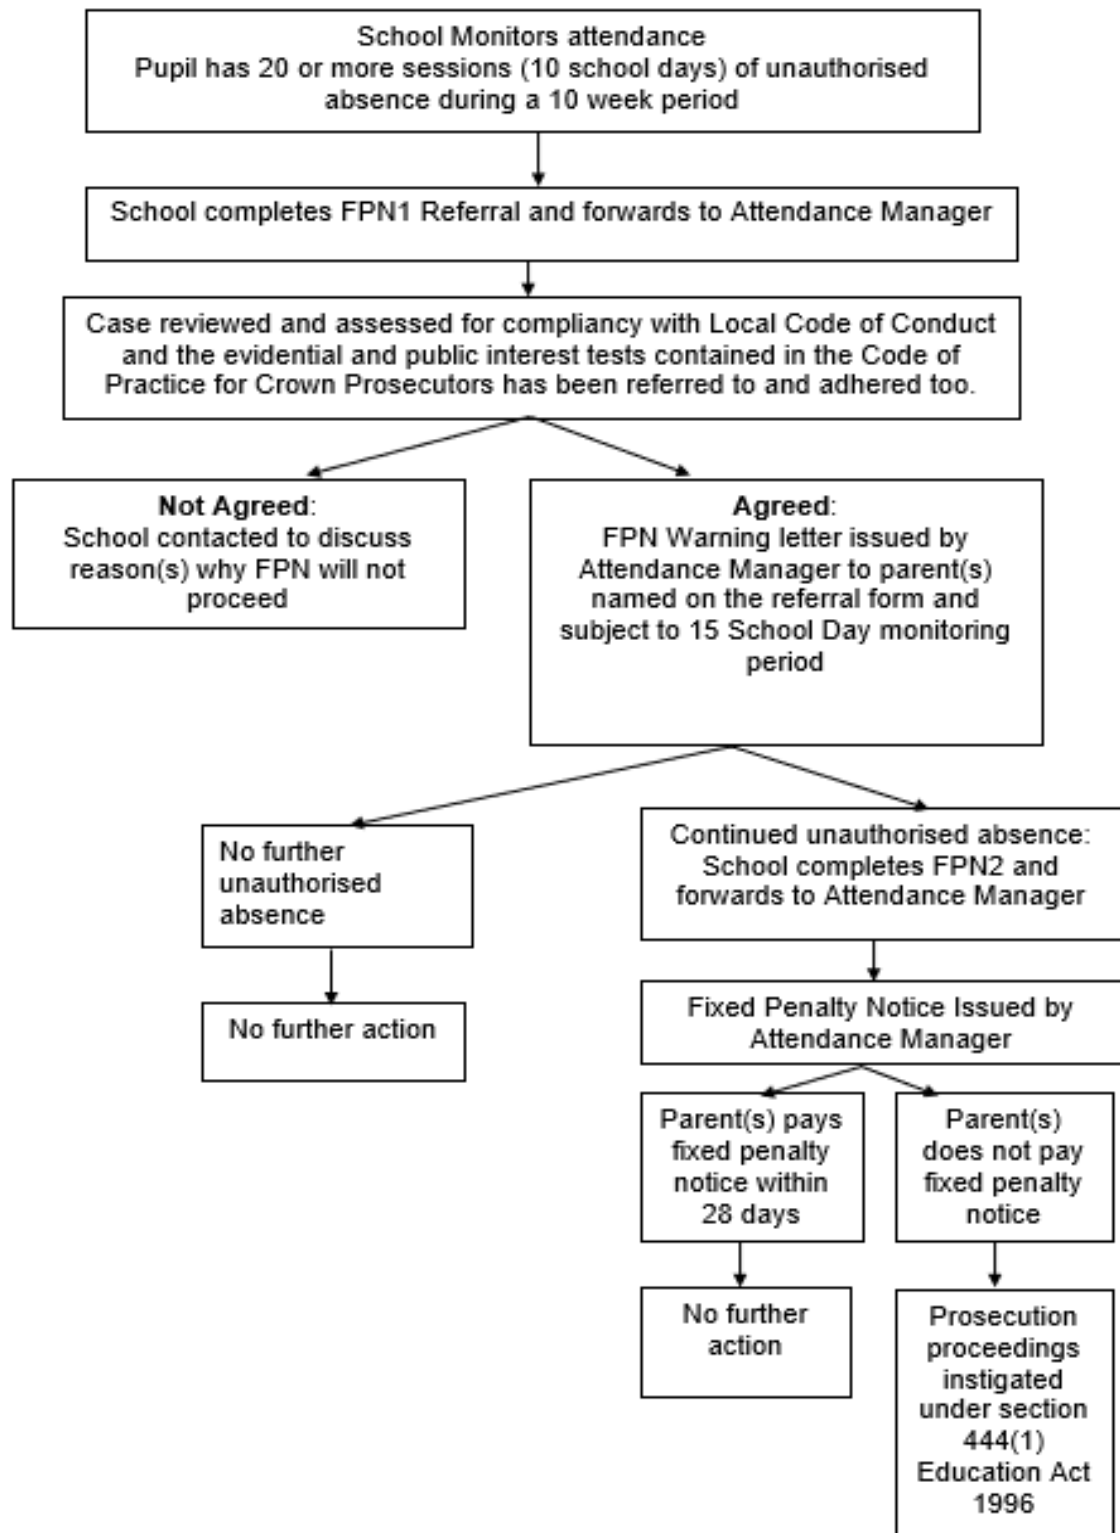 School Monitors attendance
Pupil has 20 or more sessions (10 school days) of unauthorised
absence during a 10 week period
School completes FPN1 Referral and forwards to Attendance Manager
Case reviewed and assessed for compliancy with Local Code of Conduct
and the evidential and public interest tests contained in the Code of
Practice for Crown Prosecutors has been referred to and adhered too.
Not Agreed:
School contacted to discuss
reason(s) why FPN will not
proceed
Agreed:
FPN Warning letter issued by
Attendance Manager to parent(s)
named on the referral form and
subject to 15 School Day monitoring
period
No further
unauthorised
absence
No further action
Continued unauthorised absence:
School completes FPN2 and
forwards to Attendance Manager
Fixed Penalty Notice Issued by
Attendance Manager
Parent(s) pays
fixed penalty
notice within
28 days
No further
action
Parent(s)
does not pay
fixed penalty
notice
Prosecution
proceedings
instigated
under section
444(1)
Education Act
1996